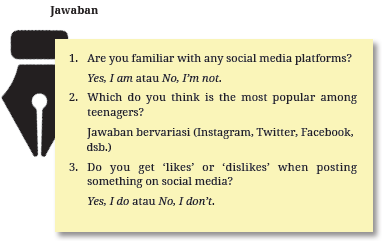 Jawaban
1. Are you familiar with any social media platforms?
Yes, I am atau No, I'm not.
2. Which do you think is the most popular among
teenagers?
Jawaban bervariasi (Instagram, Twitter, Facebook,
dsb.)
3. Do you get ‘likes’ or ‘dislikes’ when posting
something on social media?
Yes, I do atau No, I don't.